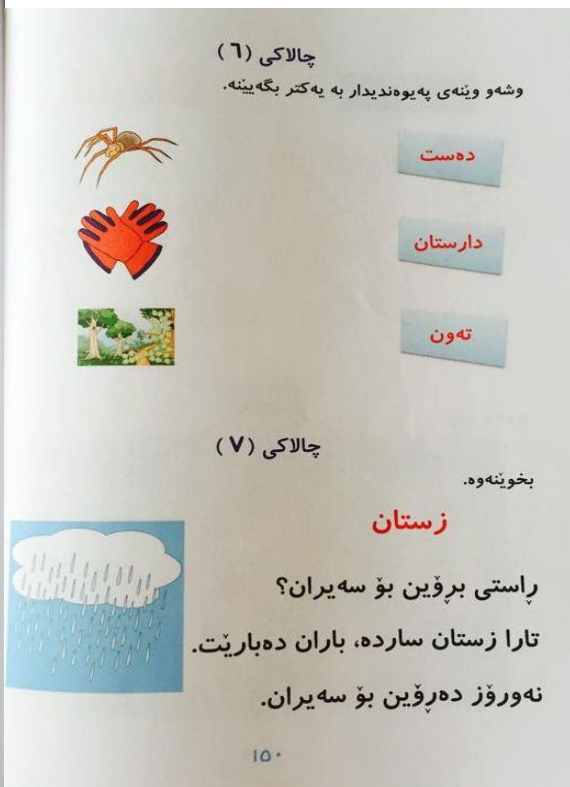 چالاکی (٦)
وشەو وێنەی پەیوەندیدار بە یەکتر بگەیێنە.
دەست
دارستان
تەون
چالاکی (٧)
بخوێنەوە.
زستان
ڕاستی بڕۆین بۆ سەیران؟
تارا زستان ساردە، باران دەبارێت.
نەورۆز دەڕۆین بۆ سەیران.
١٥٠